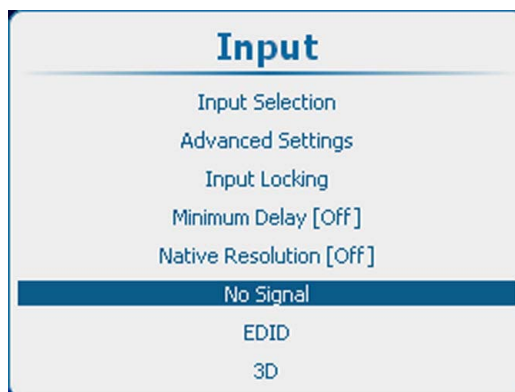 Input
Input Selection
Advanced Settings
Input Locking
Minimum Delay [Off]
Native Resolution [Off]
No Signal
EDID
3D